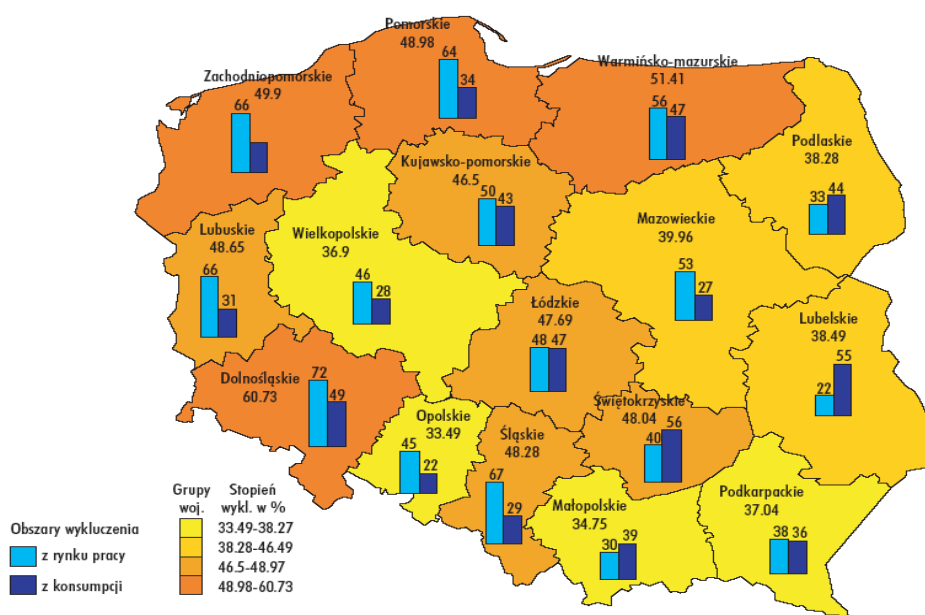 Pomorskie
48.98
64
34
Zachodniopomorskie
49.9
66
Warmińsko-mazurskie
51.41
56
47
Podlaskie
38.28
33
44
Kujawsko-pomorskie
46.5
50
43
Lubuskie
48.65
66
31
Wielkopolskie
36.9
46
28
Mazowieckie
39.96
53
27
Łódzkie
47.69
48
47
Lubelskie
38.49
22
55
Dolnośląskie
60.73
72
49
Opolskie
33.49
45
22
Śląskie
48.28
67
29
Świętokrzyskie
48.04
40
56
Małopolskie
34.75
30
39
Podkarpackie
37.04
38
36
Obszary wykluczenia
z rynku pracy
z konsumpcji
Grupy
woj.
Stopień
wykl. w %
33.49-38.27
38.28-46.49
46.5-48.97
48.98-60.73